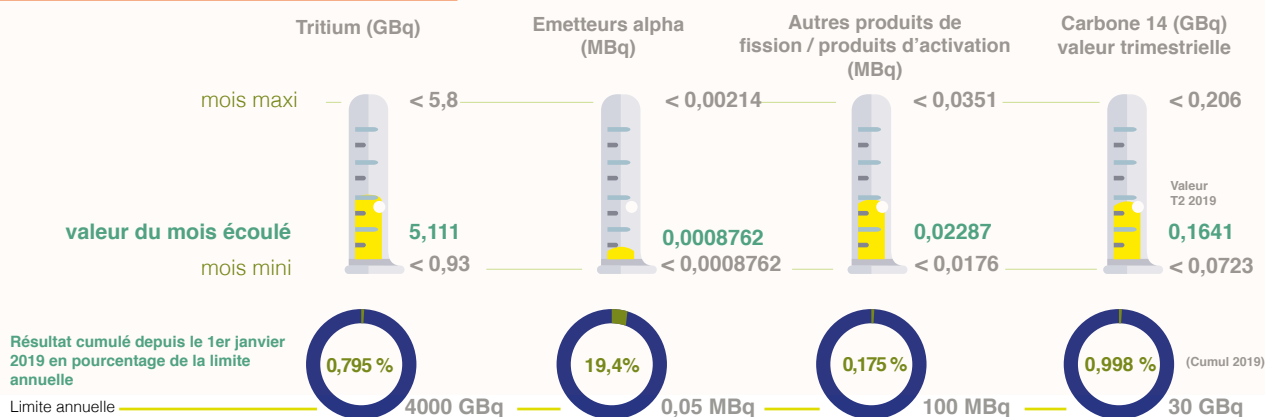 Tritium (GBq)
Emetteurs alpha
(MBq)
Autres produits de
fission / produits d'activation
(MBq)
Carbone 14 (GBq)
valeur trimestrielle
mois maxi
< 5,8
< 0,00214
< 0,0351
< 0,206
Valeur
T2 2019
valeur du mois écoulé
5,111
0,0008762
0,02287
0,1641
mois mini
< 0,93
< 0,0008762
< 0,0176
< 0,0723
Résultat cumulé depuis le 1er janvier
2019 en pourcentage de la limite
annuelle
0,795 %
19,4%
0,175 %
0,998 %
(Cumul 2019)
Limite annuelle
4000 GBq
0,05 MBq
100 MBq
30 GBq